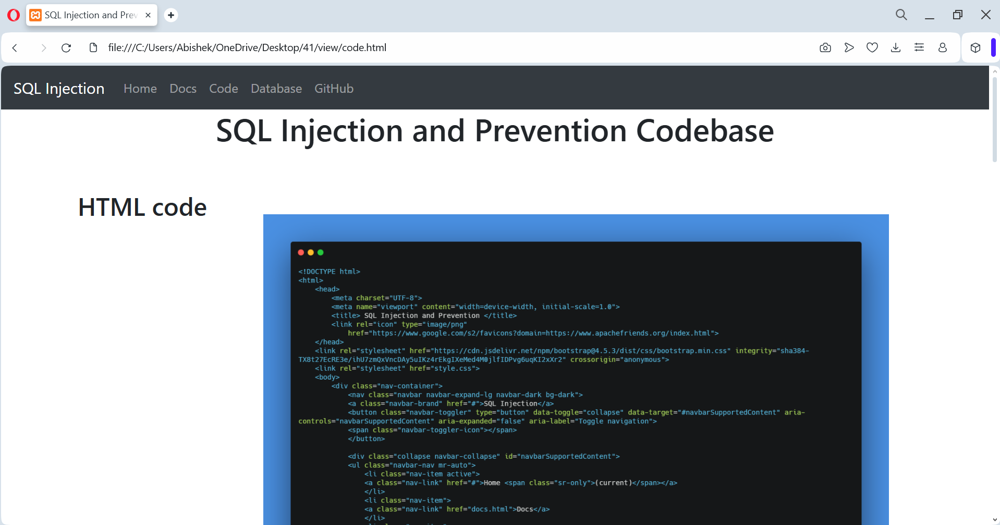 SQL Injection and Prev
file:///C:/Users/Abishek/OneDrive/Desktop/41/view/code.html
SQL Injection Home Docs Code Database GitHub
SQL Injection and Prevention Codebase
HTML code
<!DOCTYPE html>
<html>
    <head>
        <meta charset="UTF-8">
        <meta name="viewport" content="width=device-width, initial-scale=1.0">
        <title> SQL Injection and Prevention </title>
        <link rel="icon" type="image/png"
            href="https://www.google.com/s2/favicons?domain=https://www.apachefriends.org/index.html">
    </head>
    <link rel="stylesheet" href="https://cdn.jsdelivr.net/npm/bootstrap@4.5.3/dist/css/bootstrap.min.css" integrity="sha384-
TX8t27EcRE3e/ihU7zmQxVncDAy5uIKz4rEkgIXeMed4M0jlfIDPvg6uqKI2xXr2" crossorigin="anonymous">
    <link rel="stylesheet" href="style.css">
    <body>
        <div class="nav-container">
            <nav class="navbar navbar-expand-lg navbar-dark bg-dark">
            <a class="navbar-brand" href="#">SQL Injection</a>
            <button class="navbar-toggler" type="button" data-toggle="collapse" data-target="#navbarSupportedContent" aria-
controls="navbarSupportedContent" aria-expanded="false" aria-label="Toggle navigation">
            <span class="navbar-toggler-icon"></span>
            </button>
            <div class="collapse navbar-collapse" id="navbarSupportedContent">
            <ul class="navbar-nav mr-auto">
                <li class="nav-item active">
                <a class="nav-link" href="#">Home <span class="sr-only">(current)</span></a>
                </li>
                <li class="nav-item">
                <a class="nav-link" href="docs.html">Docs</a>
                </li>